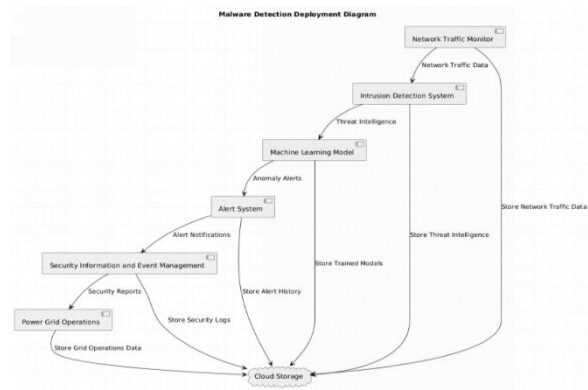 Malware Detection Deployment Diagram
Network Traffic Monitor
Network Traffic Data
Intrusion Detection System
Threat Intelligence
Machine Learning Model
Anomaly Alerts
Alert System
Store Network Traffic Data
Alert Notifications
Store Threat Intelligence
Security Information and Event Management
Store Trained Models
Security Reports
Store Alert History
Power Grid Operations
Store Security Logs
Store Grid Operations Data
Cloud Storage